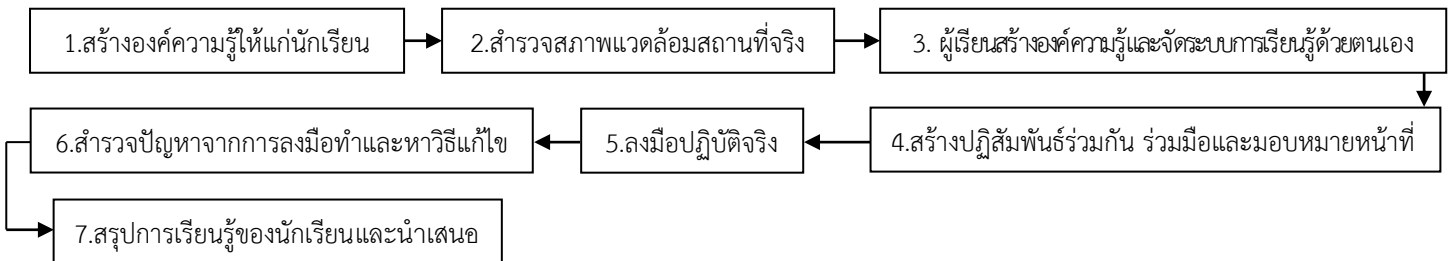 1.สร้างองค์ความรู้ให้แก่นักเรียน
2.สำรวจสภาพแวดล้อมสถานที่จริง
3. ผู้เรียนสร้างองค์ความรู้และจัดระบบการเรียนรู้ด้วยตนเอง
4.สร้างปฏิสัมพันธ์ร่วมกัน ร่วมมือและมอบหมายหน้าที่
5.ลงมือปฏิบัติจริง
6.สำรวจปัญหาจากการลงมือทำและหาวิธีแก้ไข
7.สรุปการเรียนรู้ของนักเรียนและนำเสนอ